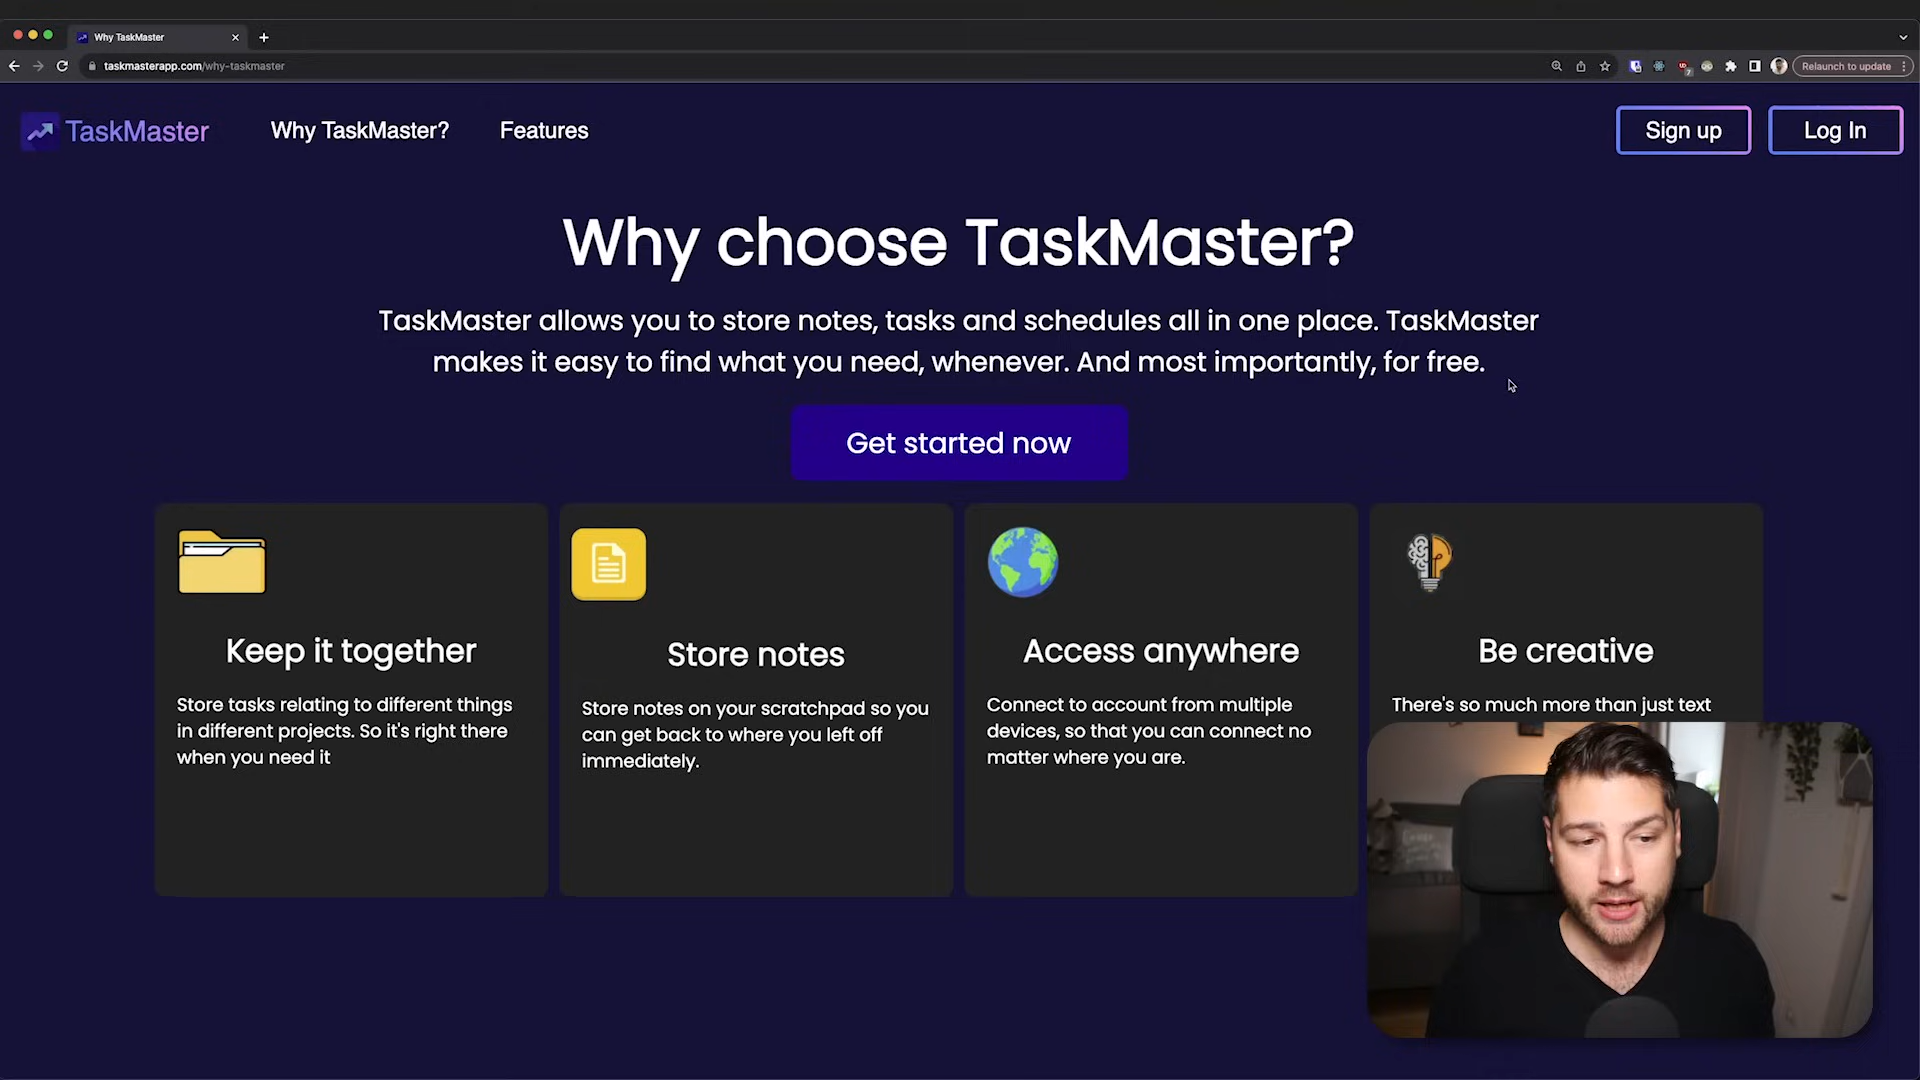 Why TaskMaster
taskmasterapp.com/why-taskmaster
Relaunch to update
TaskMaster
Why TaskMaster?
Features
Sign up
Log In
Why choose TaskMaster?
TaskMaster allows you to store notes, tasks and schedules all in one place. TaskMaster
makes it easy to find what you need, whenever. And most importantly, for free.
Get started now
Keep it together
Store tasks relating to different things
in different projects. So it's right there
when you need it
Store notes
Store notes on your scratchpad so you
can get back to where you left off
immediately.
Access anywhere
Connect to account from multiple
devices, so that you can connect no
matter where you are.
Be creative
There's so much more than just text